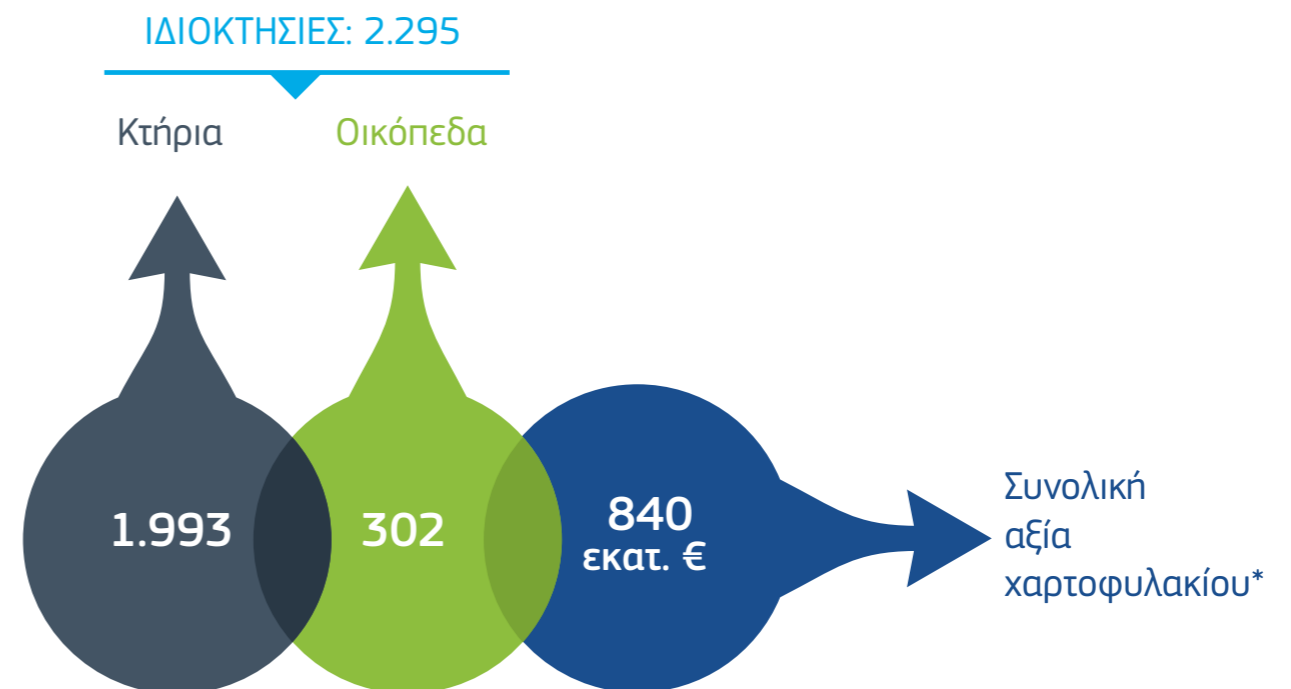 ΙΔΙΟΚΤΗΣΙΕΣ: 2.295
Κτήρια
Οικόπεδα
1.993
302
840
εκατ. €
Συνολική
αξία
χαρτοφυλακίου*